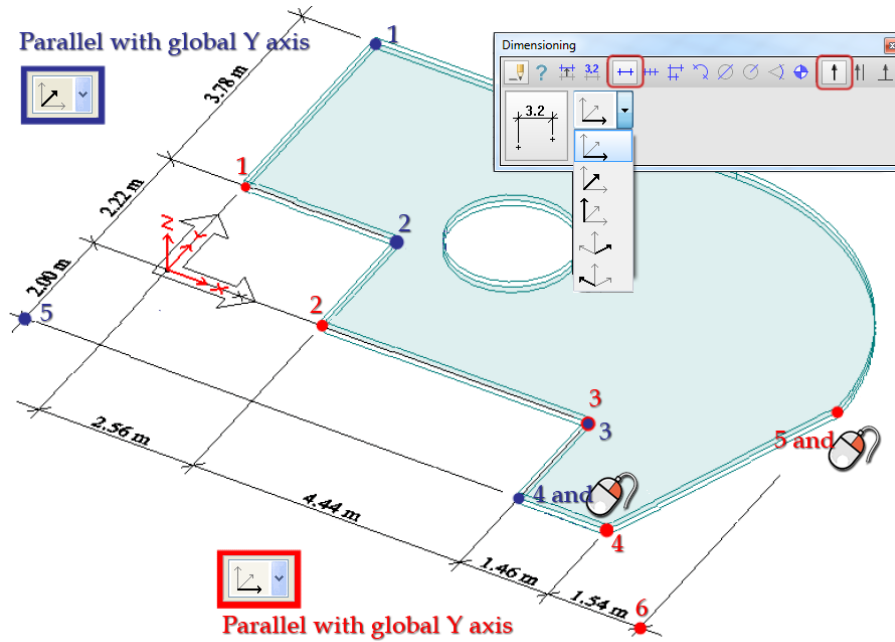 Parallel with global Y axis
1
Dimensioning
? 3,2
3.2
3.78 m
1
2.22 m
2
Z
Y
X
2.00 m
5
2
3
3
5 and
2.56 m
4 and
4
4.44 m
1.46 m
1.54 m
6
Parallel with global Y axis